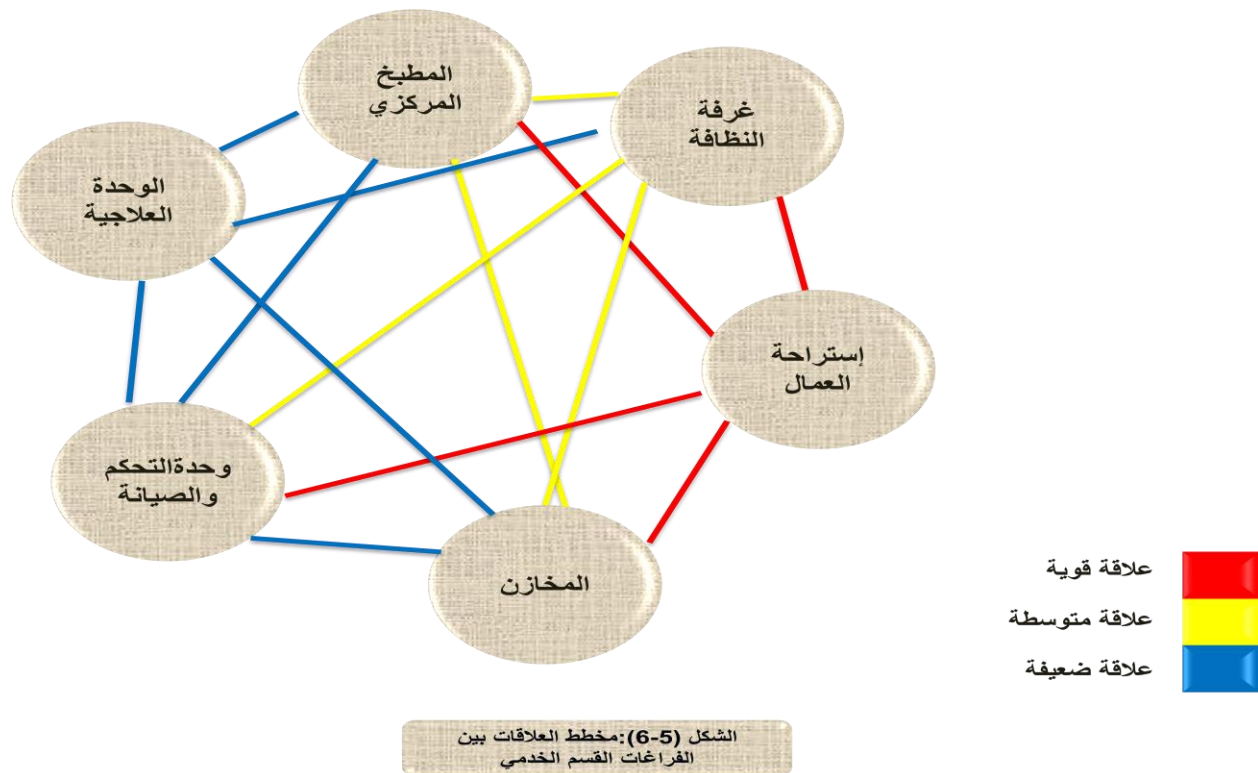 المطبخ
المركزي
غرفة
النظافة
الوحدة
العلاجية
إستراحة
العمال
وحدةالتحكم
والصيانة
المخازن
علاقة قوية
علاقة متوسطة
علاقة ضعيفة
الشكل (5-6):مخطط العلاقات بين
الفراغات القسم الخدمي